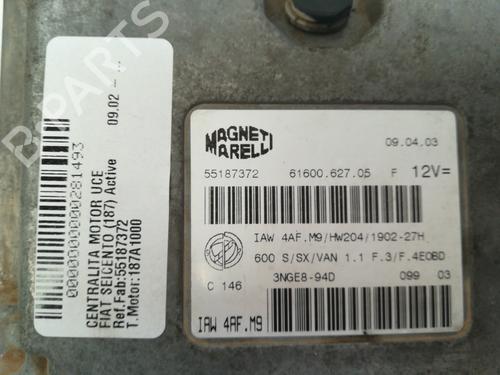 CENTRALITA MOTOR UCE
FIAT SEICENTO (187) Active
Ref.Fab:55187372
T.Motor:187A1000
09.02 - ...
0000000000281493
B-PARTS
MAGNETI
MARELLI
09.04.03
55187372 61600.627.05 F 12V=
IAW 4AF.M9/HW204/1902-27H
600 S/SX/VAN 1.1 F.3/F.4EOBD
C 146 3NGE8-94D 099 03
IAW 4AF.M9